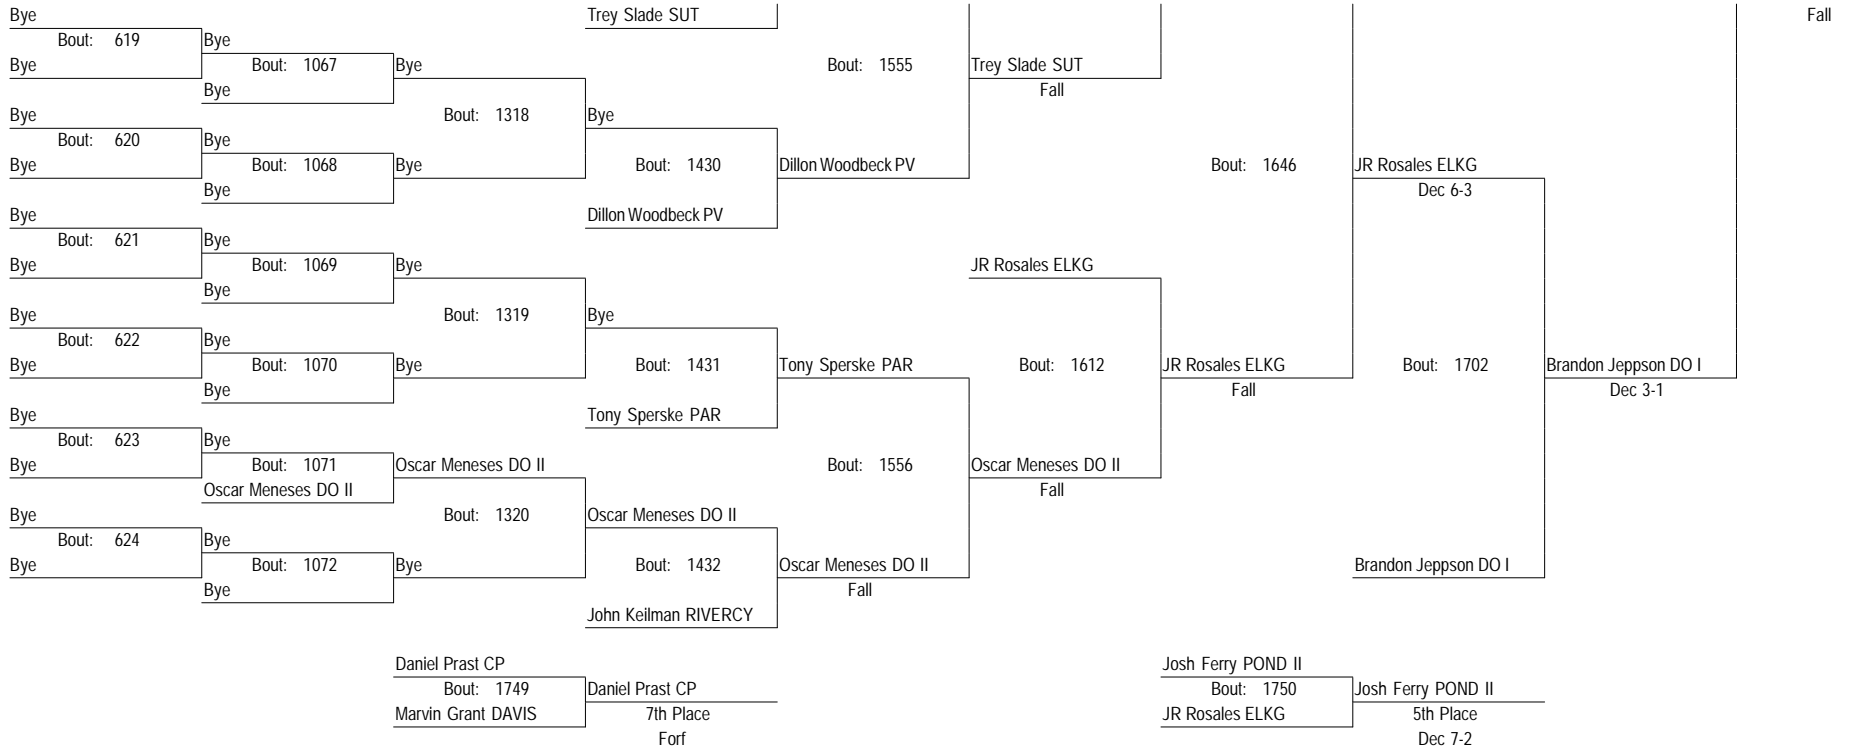 Bye Trey Slade SUT Fall
Bout: 619 Bye
Bye Bout: 1067 Bye Bout: 1555 Trey Slade SUT
Bye Fall
Bye Bout: 1318 Bye
Bout: 620 Bye
Bye Bout: 1068 Bye Bout: 1430 Dillon Woodbeck PV Bout: 1646 JR Rosales ELKG
Bye Dec 6-3
Bye Dillon Woodbeck PV
Bout: 621 Bye
Bye Bout: 1069 Bye JR Rosales ELKG
Bye
Bye Bout: 1319 Bye
Bout: 622 Bye
Bye Bout: 1070 Bye Bout: 1431 Tony Sperske PAR Bout: 1612 JR Rosales ELKG Bout: 1702 Brandon Jeppson DO I
Bye Fall Dec 3-1
Bye Tony Sperske PAR
Bout: 623 Bye
Bye Bout: 1071 Oscar Meneses DO II Bout: 1556 Oscar Meneses DO II
Oscar Meneses DO II Fall
Bye Bout: 1320 Oscar Meneses DO II
Bout: 624 Bye
Bye Bout: 1072 Bye Bout: 1432 Oscar Meneses DO II Brandon Jeppson DO I
Bye Fall
John Keilman RIVERCY
Daniel Prast CP Josh Ferry POND II
Bout: 1749 Daniel Prast CP Bout: 1750 Josh Ferry POND II
Marvin Grant DAVIS 7th Place JR Rosales ELKG 5th Place
Forf Dec 7-2